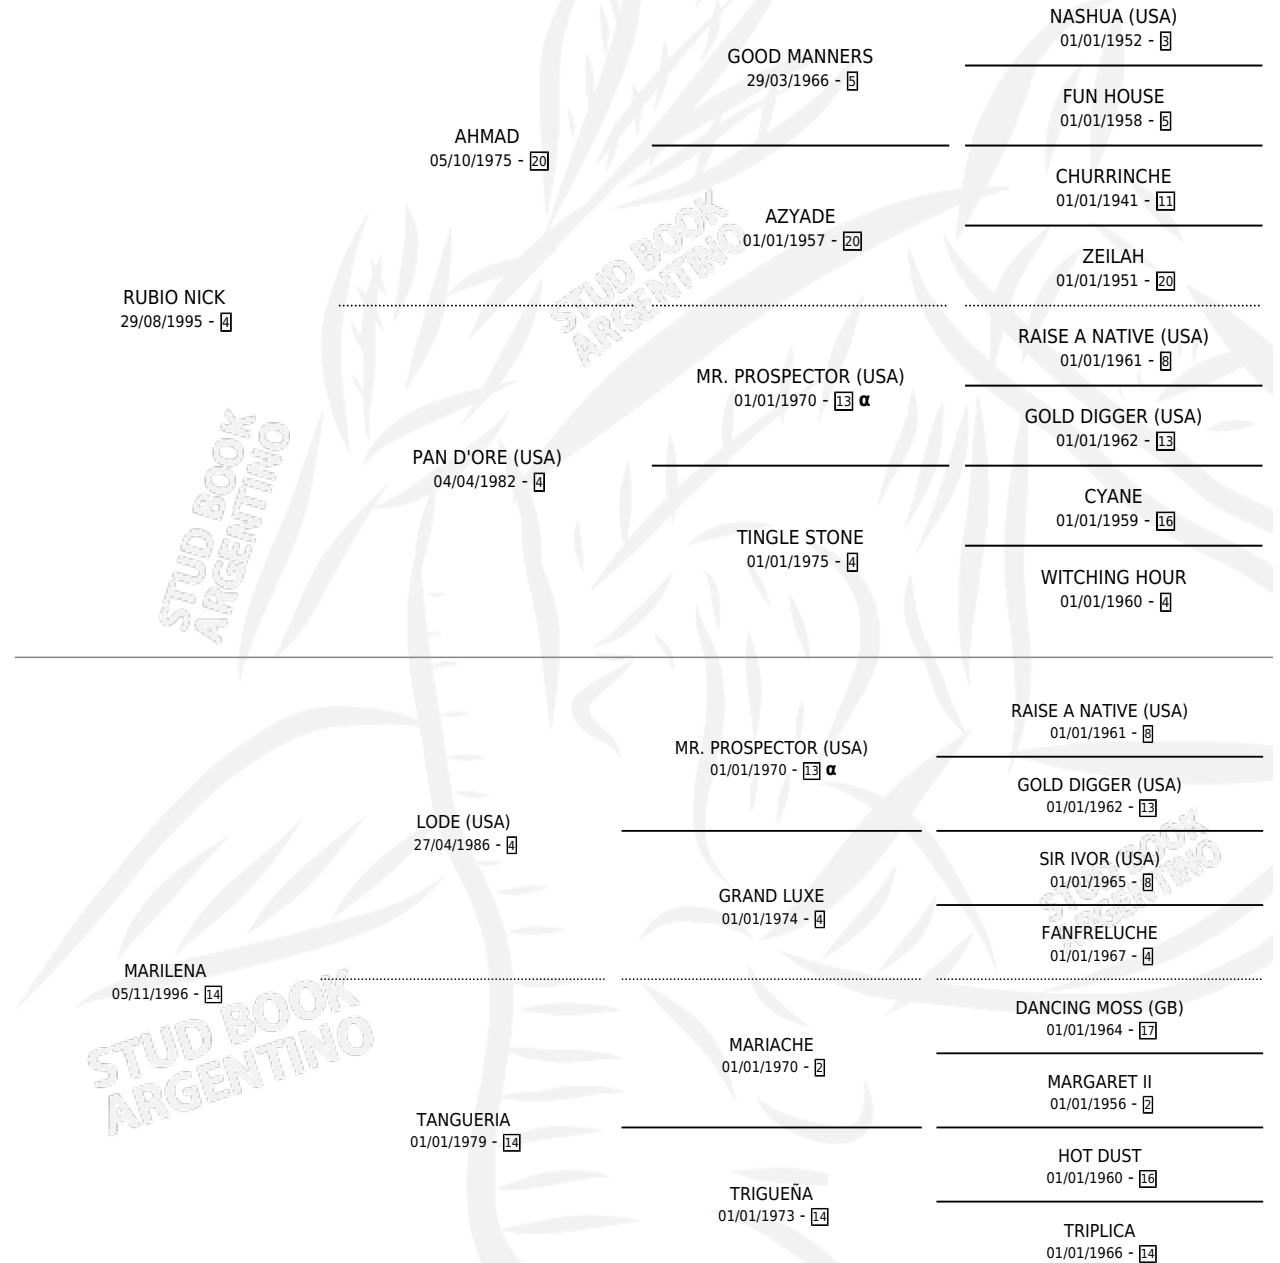 NASHUA (USA)
01/01/1952 - 3
GOOD MANNERS
29/03/1966 - 5
FUN HOUSE
01/01/1958 - 5
AHMAD
05/10/1975 - 20
CHURRINCHE
01/01/1941 - 11
AZYADE
01/01/1957 - 20
ZEILAH
01/01/1951 - 20
RUBIO NICK
29/08/1995 - 4
RAISE A NATIVE (USA)
01/01/1961 - 8
MR. PROSPECTOR (USA)
01/01/1970 - 13 α
GOLD DIGGER (USA)
01/01/1962 - 13
PAN D'ORE (USA)
04/04/1982 - 4
CYANE
01/01/1959 - 16
TINGLE STONE
01/01/1975 - 4
WITCHING HOUR
01/01/1960 - 4
STUD BOOK
ARGENTINO
STUD BOOK
ARGENTINO
RAISE A NATIVE (USA)
01/01/1961 - 8
MR. PROSPECTOR (USA)
01/01/1970 - 13 α
GOLD DIGGER (USA)
01/01/1962 - 13
LODE (USA)
27/04/1986 - 4
SIR IVOR (USA)
01/01/1965 - 8
GRAND LUXE
01/01/1974 - 4
FANFRELUCHE
01/01/1967 - 4
STUD BOOK
ARGENTINO
MARILENA
05/11/1996 - 14
DANCING MOSS (GB)
01/01/1964 - 17
MARIACHE
01/01/1970 - 2
MARGARET II
01/01/1956 - 2
TANGUERIA
01/01/1979 - 14
HOT DUST
01/01/1960 - 16
TRIGUEÑA
01/01/1973 - 14
TRIPLICA
01/01/1966 - 14
STUD BOOK
ARGENTINO